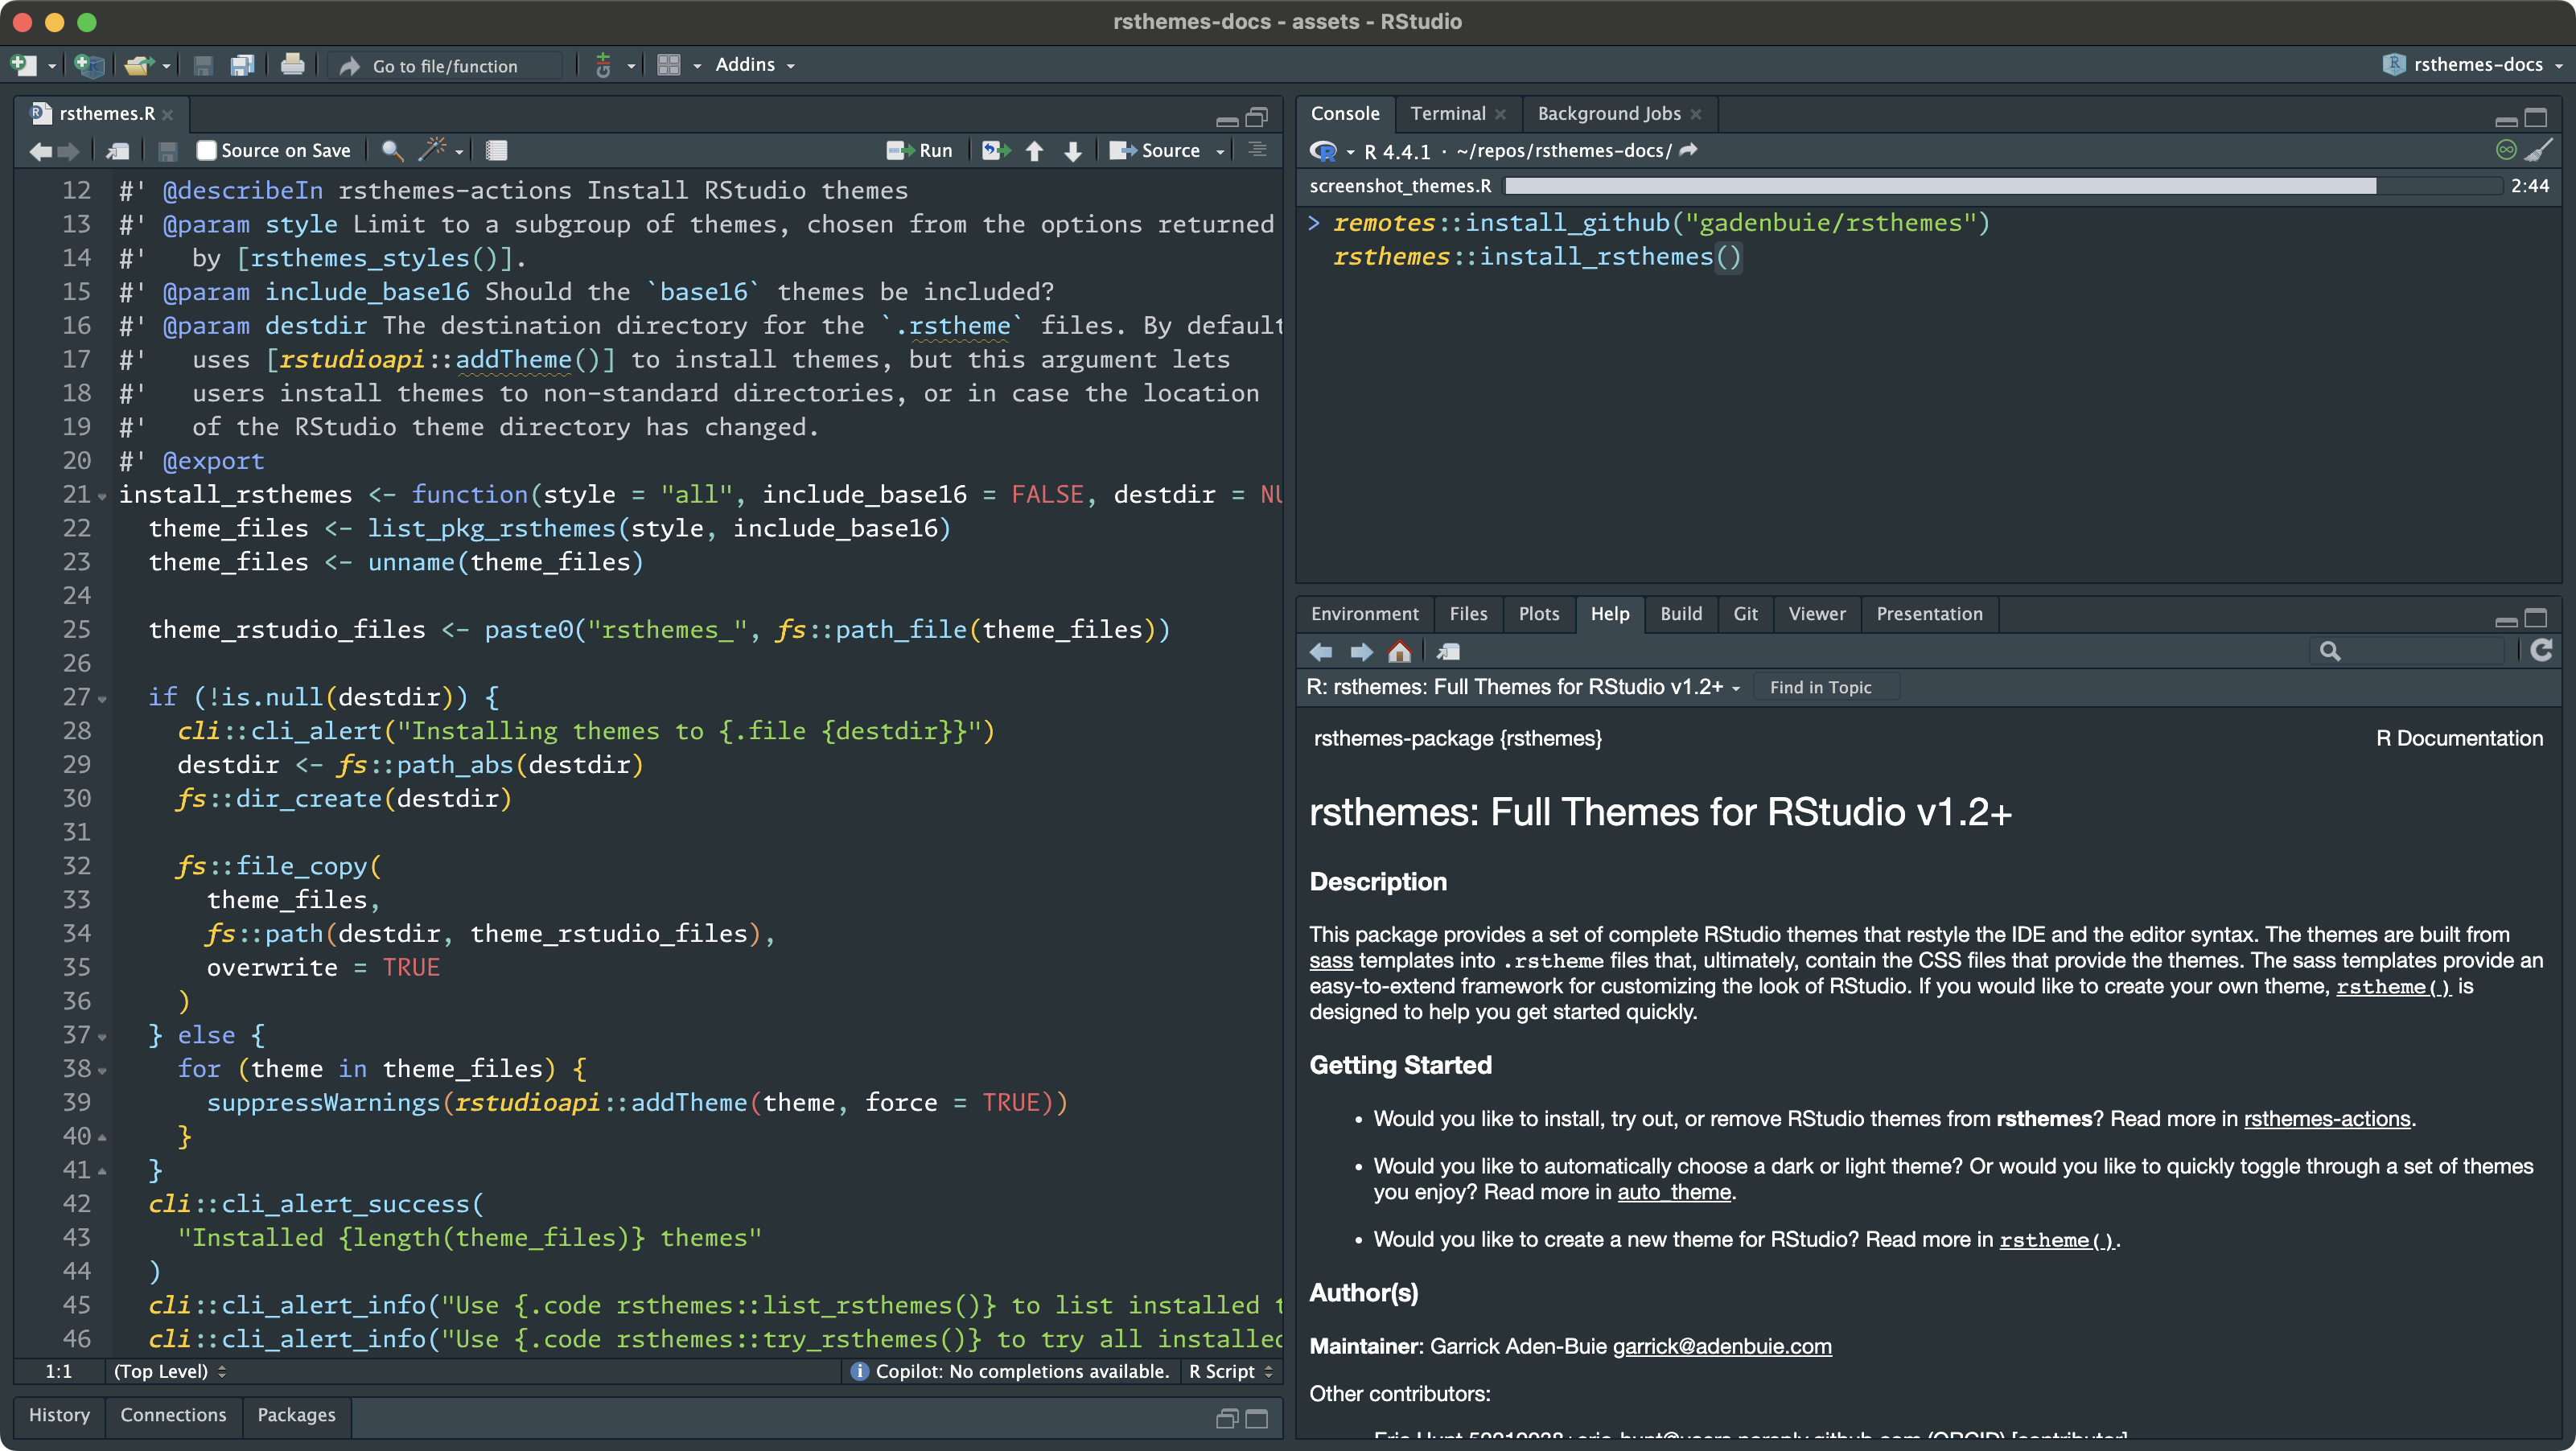 rsthemes-docs - assets - RStudio
Go to file/function
Addins
rsthemes-docs
rsthemes.R
Source on Save
Run
Source
12 #' @describeIn rsthemes-actions Install RStudio themes
13 #' @param style Limit to a subgroup of themes, chosen from the options returned
14 #'   by [rsthemes_styles()].
15 #' @param include_base16 Should the `base16` themes be included?
16 #' @param destdir The destination directory for the `.rstheme` files. By default
17 #'   uses [rstudioapi::addTheme()] to install themes, but this argument lets
18 #'   users install themes to non-standard directories, or in case the location
19 #'   of the RStudio theme directory has changed.
20 #' @export
21 install_rsthemes <- function(style = "all", include_base16 = FALSE, destdir = NU
22   theme_files <- list_pkg_rsthemes(style, include_base16)
23   theme_files <- unname(theme_files)
24
25   theme_rstudio_files <- paste0("rsthemes_", fs::path_file(theme_files))
26
27   if (!is.null(destdir)) {
28     cli::cli_alert("Installing themes to {.file {destdir}}")
29     destdir <- fs::path_abs(destdir)
30     fs::dir_create(destdir)
31
32     fs::file_copy(
33       theme_files,
34       fs::path(destdir, theme_rstudio_files),
35       overwrite = TRUE
36     )
37   } else {
38     for (theme in theme_files) {
39       suppressWarnings(rstudioapi::addTheme(theme, force = TRUE))
40     }
41   }
42   cli::cli_alert_success(
43     "Installed {length(theme_files)} themes"
44   )
45   cli::cli_alert_info("Use {.code rsthemes::list_rsthemes()} to list installed t
46   cli::cli_alert_info("Use {.code rsthemes::try_rsthemes()} to try all installed
1:1 (Top Level)
Copilot: No completions available.
R Script
History Connections Packages
Console Terminal Background Jobs
R 4.4.1 · ~/repos/rsthemes-docs/
screenshot_themes.R 2:44
> remotes::install_github("gadenbuie/rsthemes")
rsthemes::install_rsthemes()
Environment Files Plots Help Build Git Viewer Presentation
R: rsthemes: Full Themes for RStudio v1.2+ Find in Topic
rsthemes-package {rsthemes} R Documentation
rsthemes: Full Themes for RStudio v1.2+
Description
This package provides a set of complete RStudio themes that restyle the IDE and the editor syntax. The themes are built from
sass templates into .rstheme files that, ultimately, contain the CSS files that provide the themes. The sass templates provide an
easy-to-extend framework for customizing the look of RStudio. If you would like to create your own theme, rstheme() is
designed to help you get started quickly.
Getting Started
• Would you like to install, try out, or remove RStudio themes from rsthemes? Read more in rsthemes-actions.
• Would you like to automatically choose a dark or light theme? Or would you like to quickly toggle through a set of themes
you enjoy? Read more in auto_theme.
• Would you like to create a new theme for RStudio? Read more in rstheme().
Author(s)
Maintainer: Garrick Aden-Buie garrick@adenbuie.com
Other contributors: